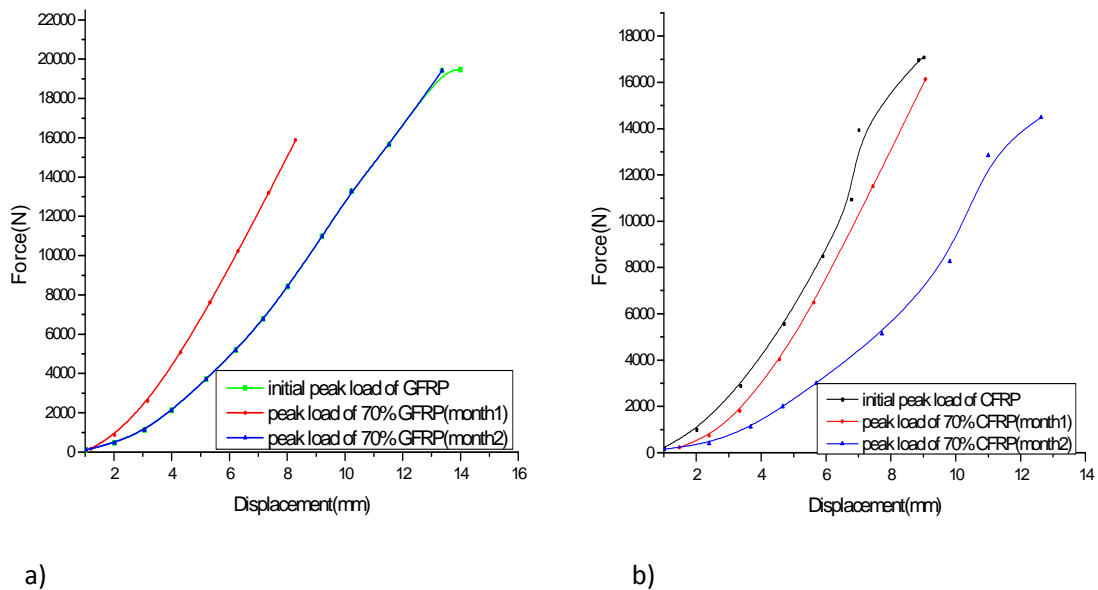 22000
20000
18000
16000
14000
12000
10000
8000
6000
4000
2000
0
Force(N)
initial peak load of GFRP
peak load of 70% GFRP(month1)
peak load of 70% GFRP(month2)
2 4 6 8 10 12 14 16
Displacement(mm)
a)
18000
16000
14000
12000
10000
8000
6000
4000
2000
0
Force(N)
initial peak load of CFRP
peak load of 70% CFRP(month1)
peak load of 70% CFRP(month2)
2 4 6 8 10 12 14
Displacement(mm)
b)